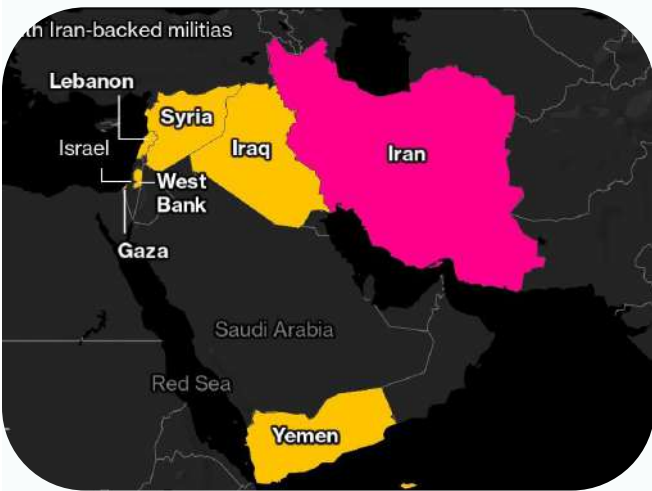 Iran-backed militias
Lebanon
Syria
Israel
Iraq
Iran
West
Bank
Gaza
Saudi Arabia
Red Sea
Yemen